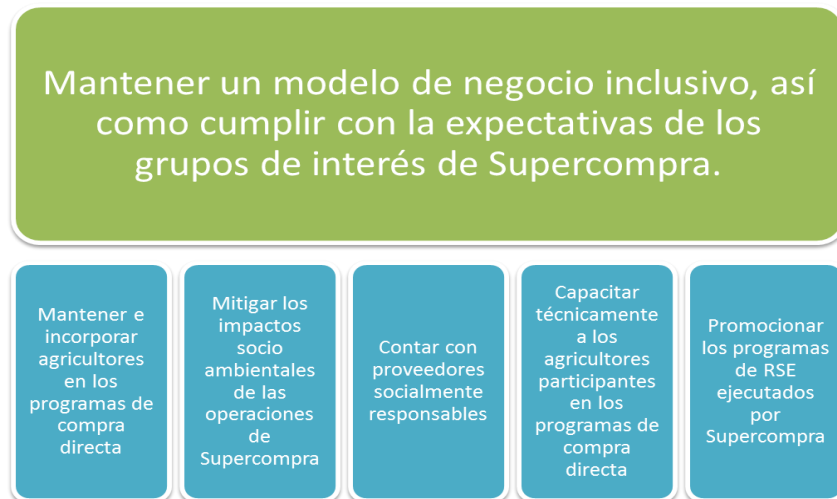 Mantener un modelo de negocio inclusivo, así
como cumplir con la expectativas de los
grupos de interés de Supercompra.
Mantener e
incorporar
agricultores
en los
programas de
compra
directa
Mitigar los
impactos
socio
ambientales
de las
operaciones
de
Supercompra
Contar con
proveedores
socialmente
responsables
Capacitar
técnicamente
a los
agricultores
participantes
en los
programas de
compra
directa
Promocionar
los programas
de RSE
ejecutados
por
Supercompra